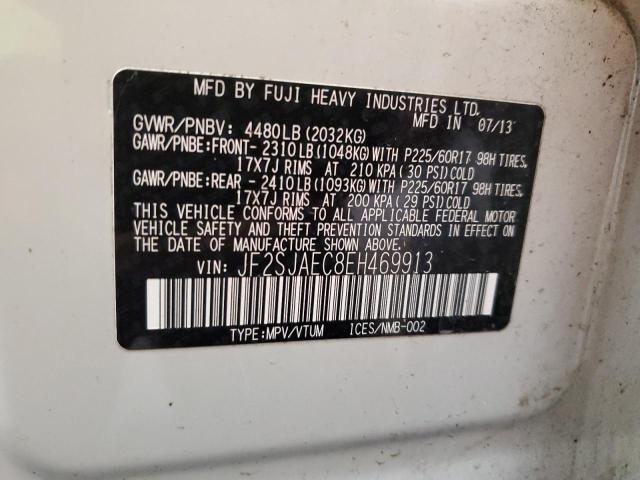 MFD BY FUJI HEAVY INDUSTRIES LTD.
MFD IN 07/13
GVWR/PNBV: 4480LB(2032KG)
GAWR/PNBE:FRONT- 2310LB(1048KG)WITH P225/60R17 98H TIRES,
17X7J RIMS AT 210 KPA(30 PSI)COLD
GAWR/PNBE:REAR - 2410LB(1093KG)WITH P225/60R17 98H TIRES,
17X7J RIMS AT 200 KPA(29 PSI)COLD
THIS VEHICLE CONFORMS TO ALL APPLICABLE FEDERAL MOTOR
VEHICLE SAFETY AND THEFT PREVENTION STANDARDS IN EFFECT ON
THE DATE OF MANUFACTURE SHOWN ABOVE.
VIN: JF2SJAEC8EH469913
TYPE:MPV/VTUM ICES/NMB-002